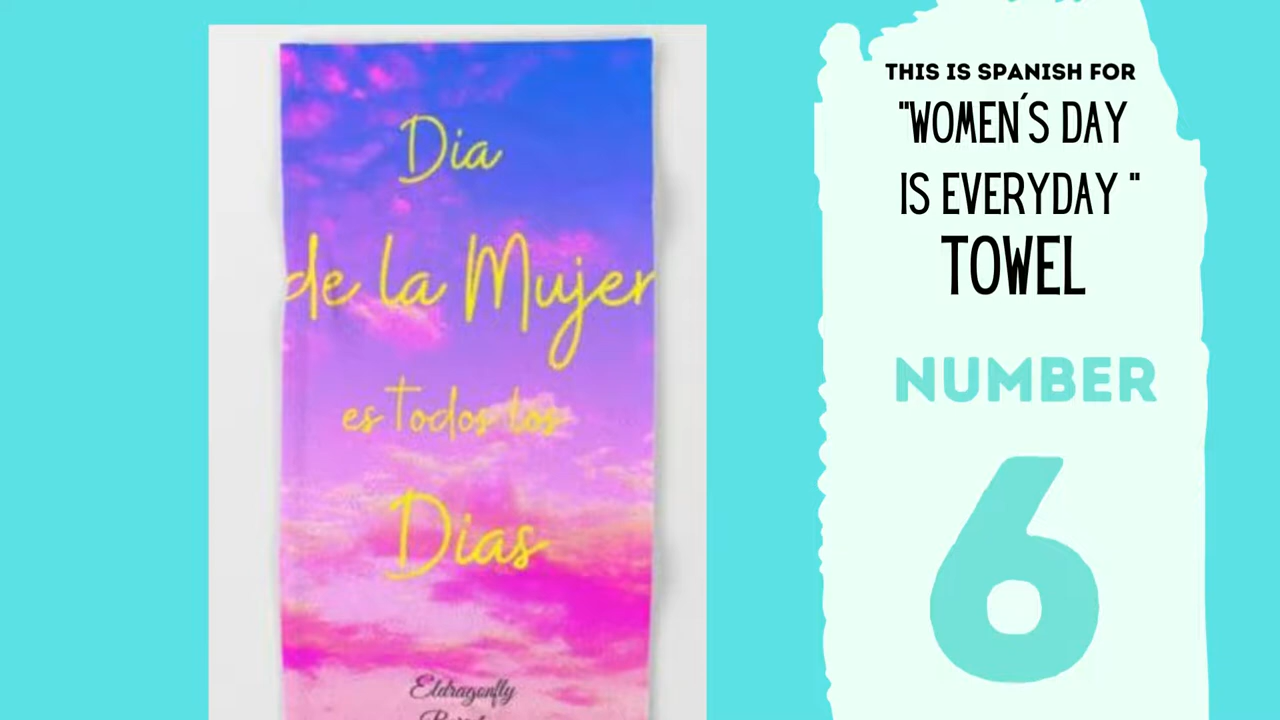 Dia
de la Mujer
es todos los
Dias
Eldragonfly
THIS IS SPANISH FOR
"WOMEN´S DAY
IS EVERYDAY "
TOWEL
NUMBER
6